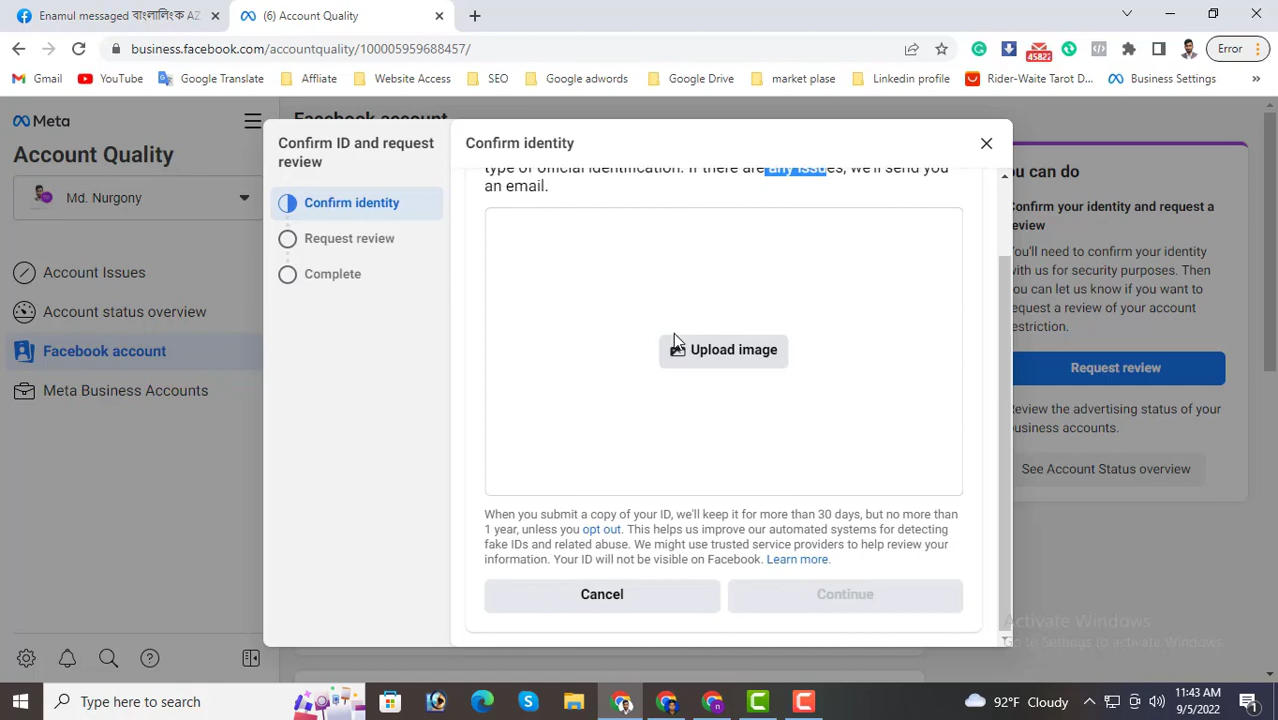 Enamul messaged বাংলালিংক AZ
(6) Account Quality
business.facebook.com/accountquality/100005959688457/
45822
Error
Gmail
YouTube
Google Translate
Affliate
Website Access
SEO
Google adwords
Google Drive
market plase
Linkedin profile
Rider-Waite Tarot D...
Business Settings
Meta
Account Quality
Md. Nurgony
Account Issues
Account status overview
Facebook account
Meta Business Accounts
Facebook account
Confirm ID and request
review
Confirm identity
Request review
Complete
Confirm identity
type of official identification. If there are any issues, we'll send you
an email.
Upload image
When you submit a copy of your ID, we'll keep it for more than 30 days, but no more than
1 year, unless you opt out. This helps us improve our automated systems for detecting
fake IDs and related abuse. We might use trusted service providers to help review your
information. Your ID will not be visible on Facebook. Learn more.
Cancel
Continue
ou can do
Confirm your identity and request a
review
You'll need to confirm your identity
with us for security purposes. Then
you can let us know if you want to
request a review of your account
restriction.
Request review
Review the advertising status of your
business accounts.
See Account Status overview
Activate Windows
Go to Settings to activate Windows.
Type here to search
92°F Cloudy
11:43 AM
9/5/2022
1